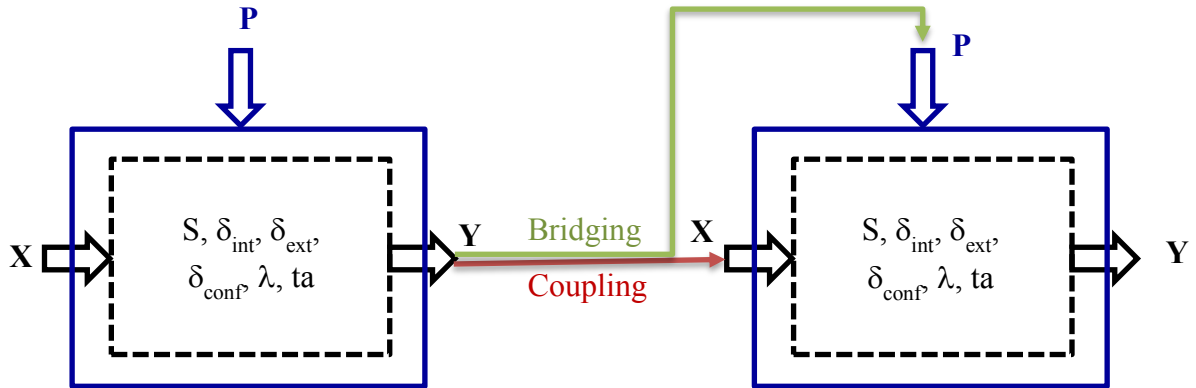 P
P
X
S, δint, δext,
δconf, λ, ta
Y
Bridging
Coupling
X
S, δint, δext,
δconf, λ, ta
Y